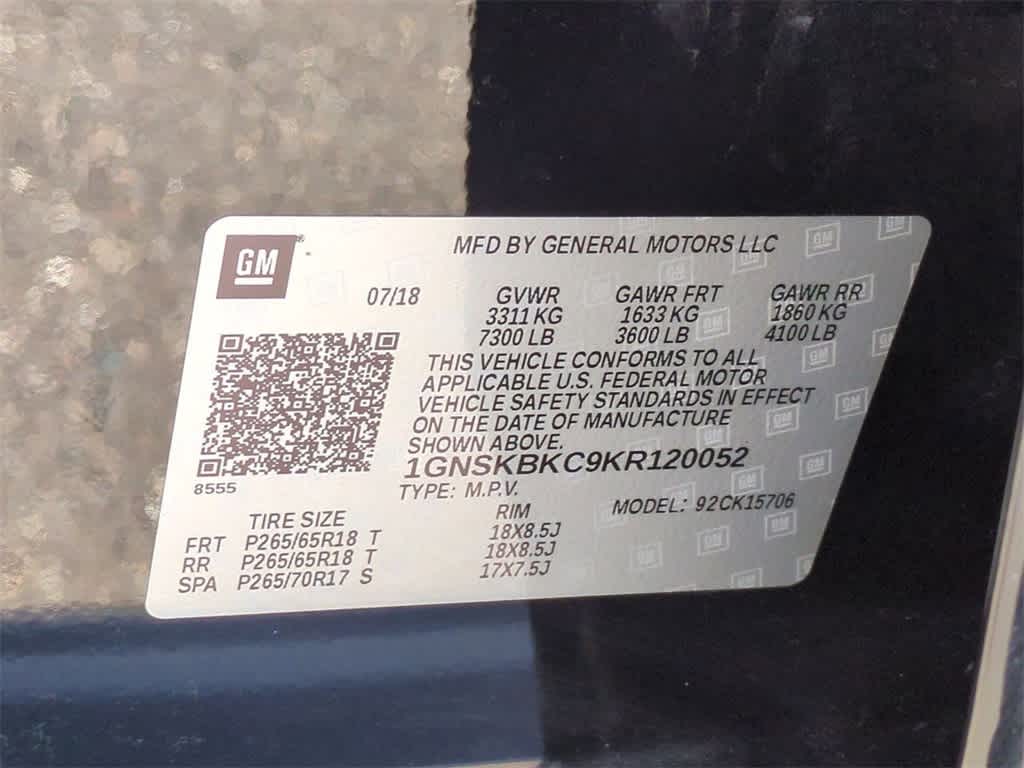 GM
MFD BY GENERAL MOTORS LLC
07/18 GVWR GAWR FRT GAWR RR
3311 KG 1633 KG 1860 KG
7300 LB 3600 LB 4100 LB
THIS VEHICLE CONFORMS TO ALL
APPLICABLE U.S. FEDERAL MOTOR
VEHICLE SAFETY STANDARDS IN EFFECT
ON THE DATE OF MANUFACTURE
SHOWN ABOVE.
1GNSKBKC9KR120052
8555
TYPE: M.P.V. MODEL: 92CK15706
TIRE SIZE RIM
FRT P265/65R18 T 18X8.5J
RR P265/65R18 T 18X8.5J
SPA P265/70R17 S 17X7.5J